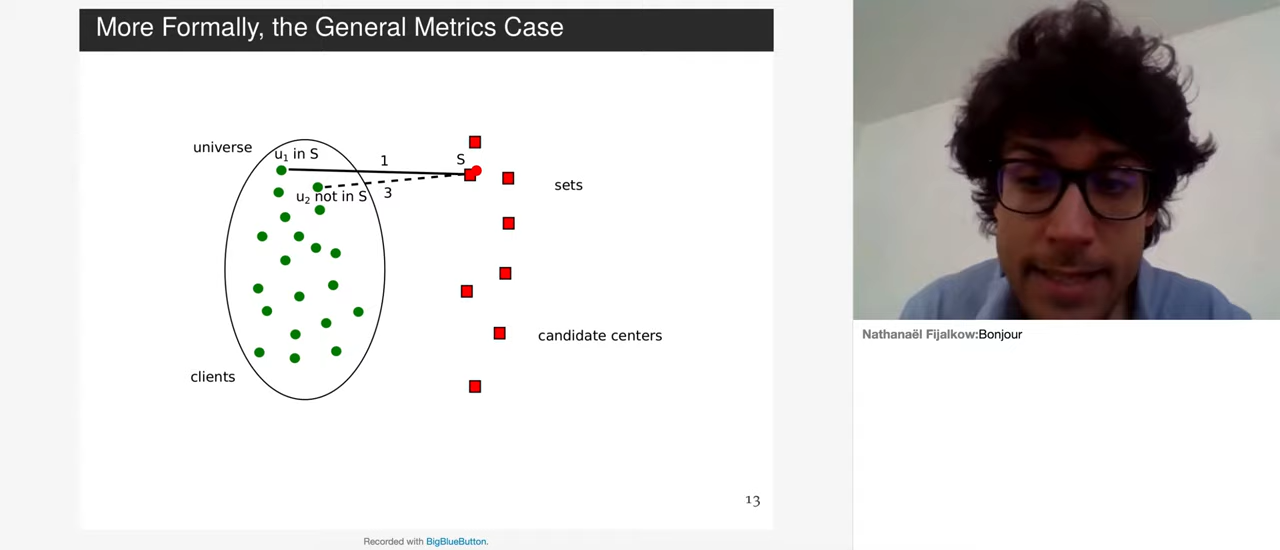 More Formally, the General Metrics Case
universe
u1 in S
1
S
u2 not in S
3
sets
candidate centers
clients
13
Nathanaël Fijalkow:Bonjour
Recorded with BigBlueButton.